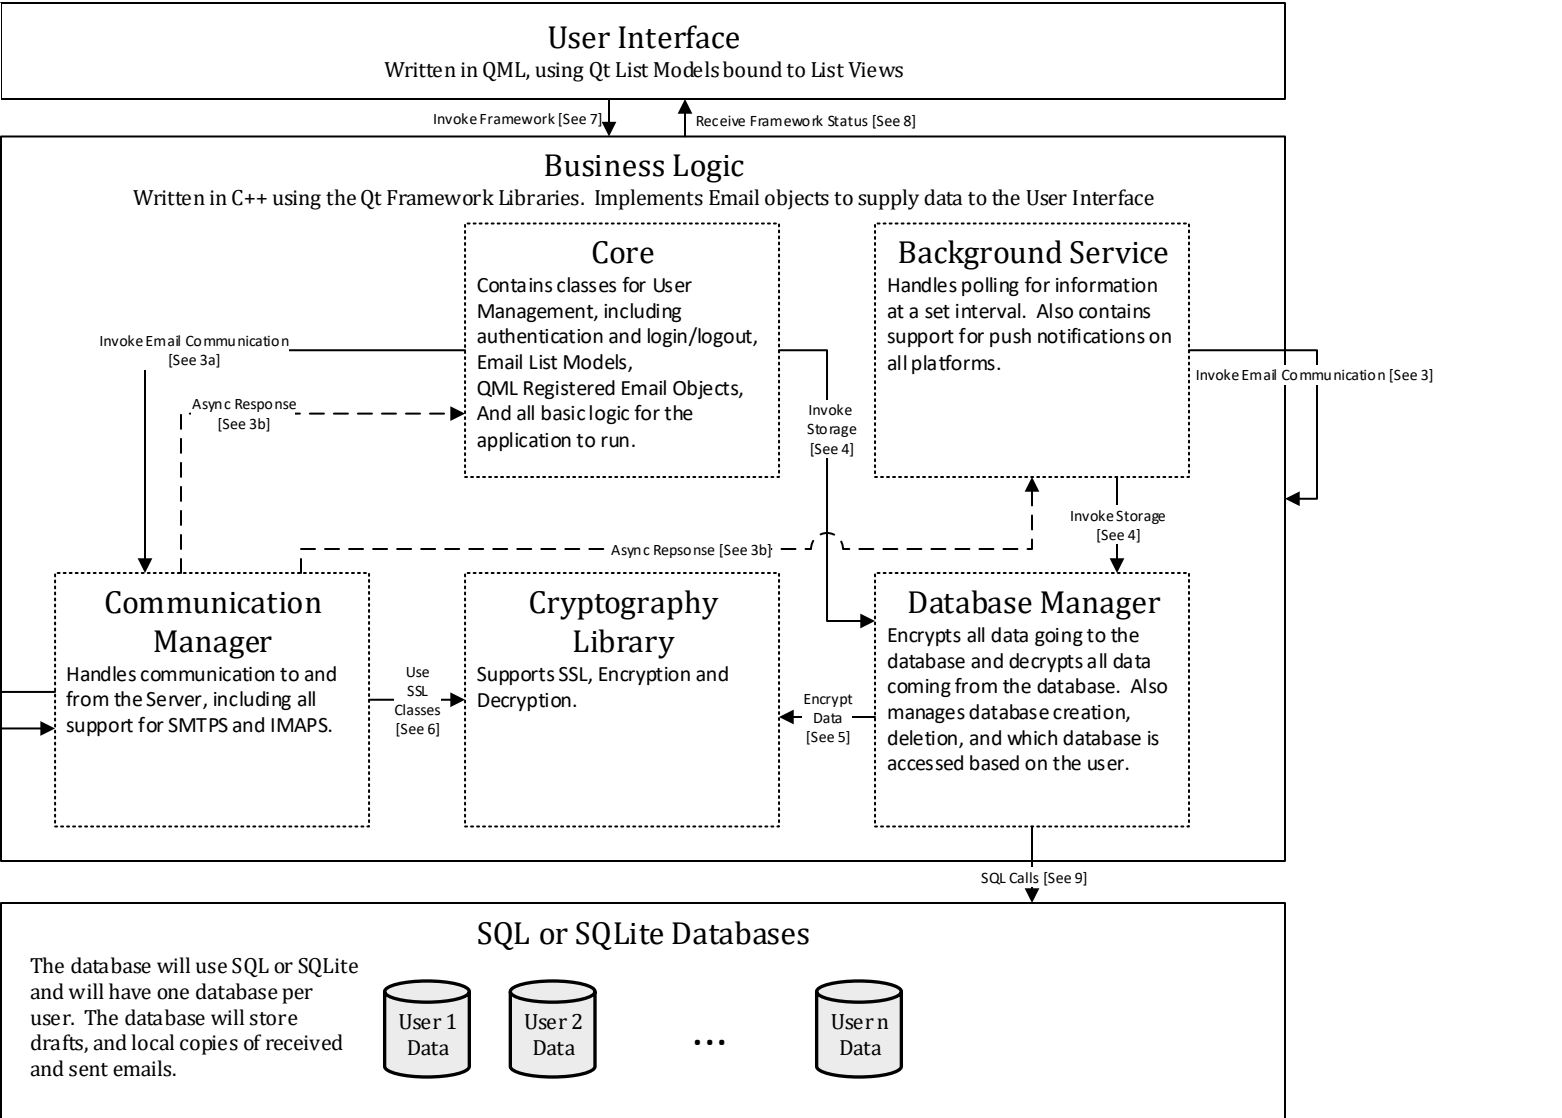 User Interface
Written in QML, using Qt List Models bound to List Views
Invoke Framework [See 7]
Receive Framework Status [See 8]
Business Logic
Written in C++ using the Qt Framework Libraries.  Implements Email objects to supply data to the User Interface
Core
Contains classes for User
Management, including
authentication and login/logout,
Email List Models,
QML Registered Email Objects,
And all basic logic for the
application to run.
Background Service
Handles polling for information
at a set interval.  Also contains
support for push notifications on
all platforms.
Invoke Email Communication
[See 3a]
Async Response
[See 3b]
Invoke
Storage
[See 4]
Invoke Email Communication [See 3]
Invoke Storage
[See 4]
Async Repsonse [See 3b]
Communication
Manager
Handles communication to and
from the Server, including all
support for SMTPS and IMAPS.
Use
SSL
Classes
[See 6]
Cryptography
Library
Supports SSL, Encryption and
Decryption.
Encrypt
Data
[See 5]
Database Manager
Encrypts all data going to the
database and decrypts all data
coming from the database.  Also
manages database creation,
deletion, and which database is
accessed based on the user.
SQL Calls [See 9]
SQL or SQLite Databases
The database will use SQL or SQLite
and will have one database per
user.  The database will store
drafts, and local copies of received
and sent emails.
User 1
Data
User 2
Data
...
User n
Data